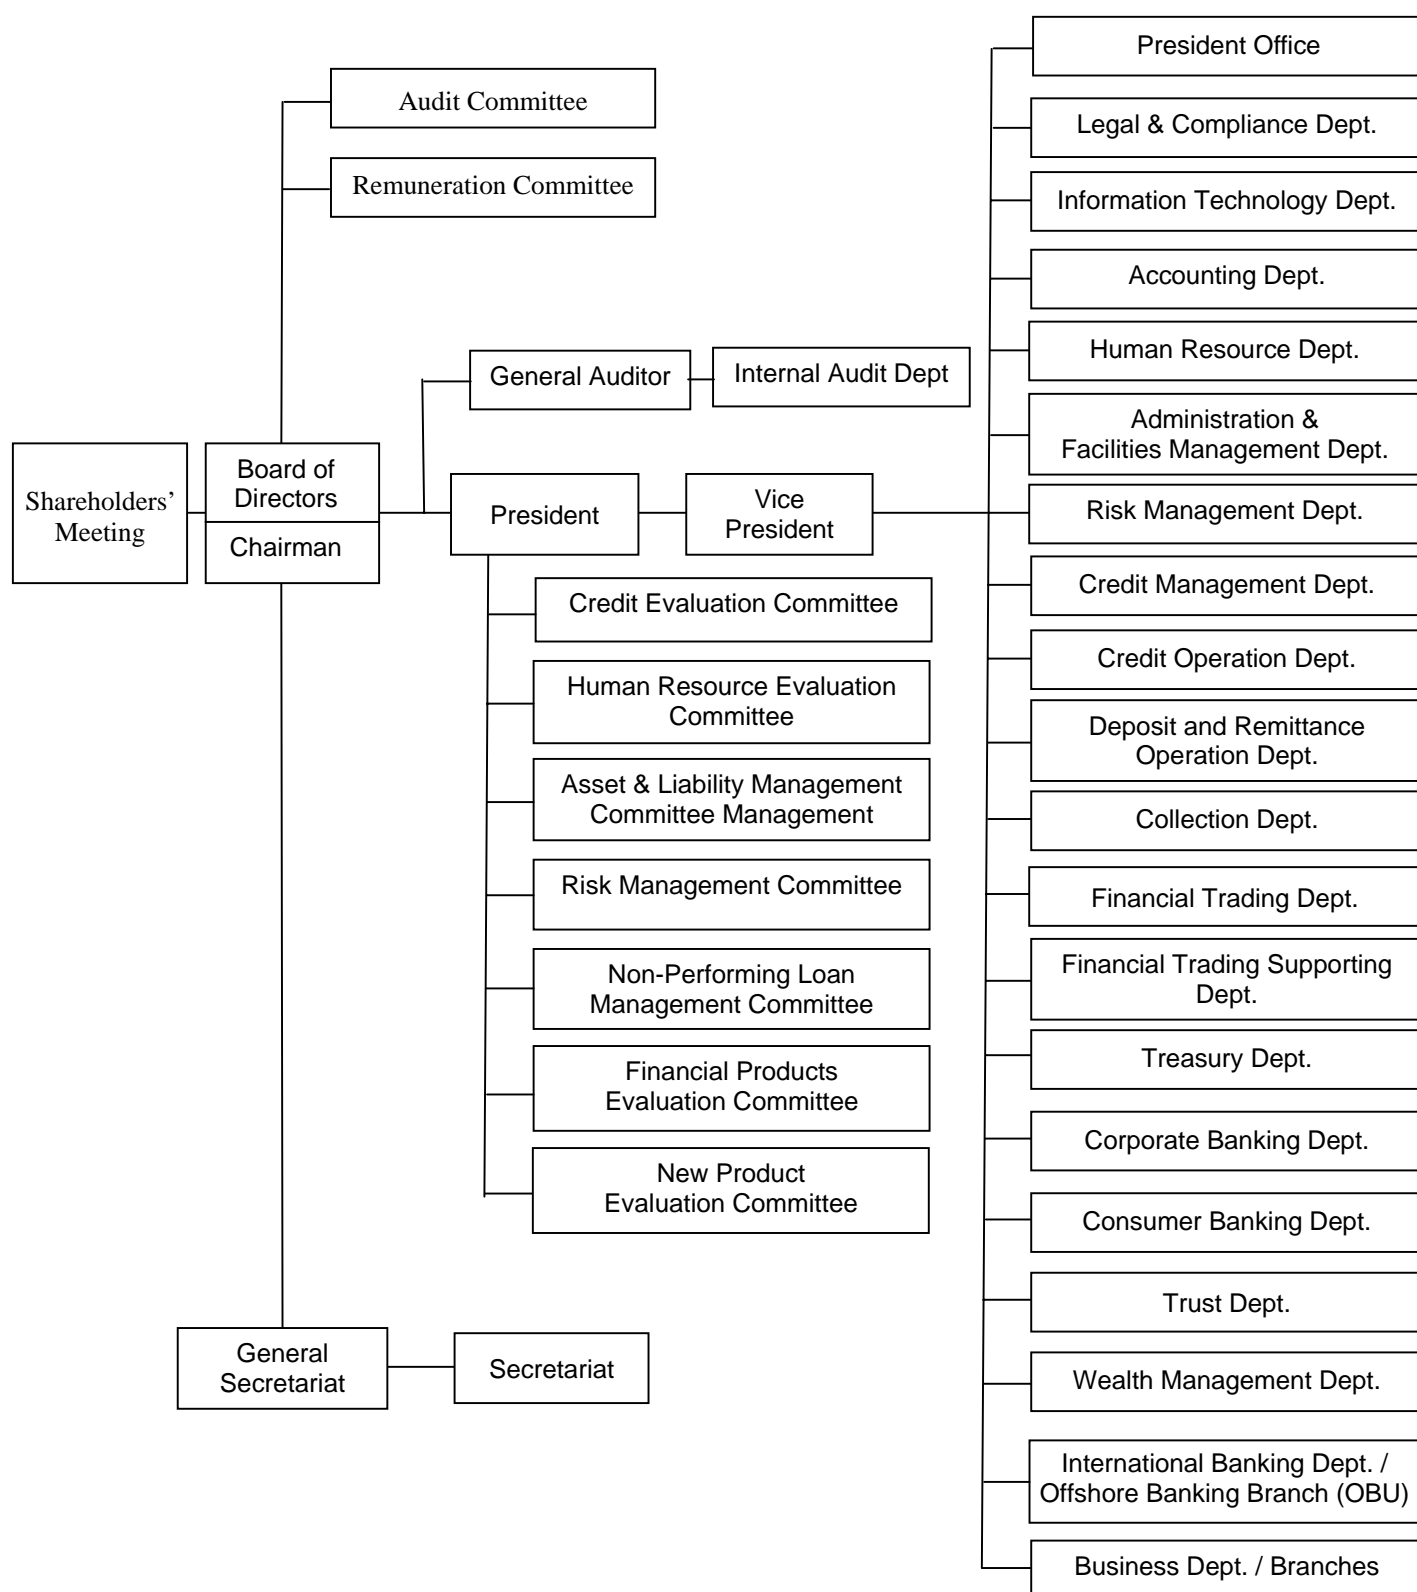 Shareholders’
Meeting
Board of
Directors
Chairman
Audit Committee
Remuneration Committee
General Auditor
Internal Audit Dept
President
Vice
President
Credit Evaluation Committee
Human Resource Evaluation
Committee
Asset & Liability Management
Committee Management
Risk Management Committee
Non-Performing Loan
Management Committee
Financial Products
Evaluation Committee
New Product
Evaluation Committee
General
Secretariat
Secretariat
President Office
Legal & Compliance Dept.
Information Technology Dept.
Accounting Dept.
Human Resource Dept.
Administration &
Facilities Management Dept.
Risk Management Dept.
Credit Management Dept.
Credit Operation Dept.
Deposit and Remittance
Operation Dept.
Collection Dept.
Financial Trading Dept.
Financial Trading Supporting
Dept.
Treasury Dept.
Corporate Banking Dept.
Consumer Banking Dept.
Trust Dept.
Wealth Management Dept.
International Banking Dept. /
Offshore Banking Branch (OBU)
Business Dept. / Branches